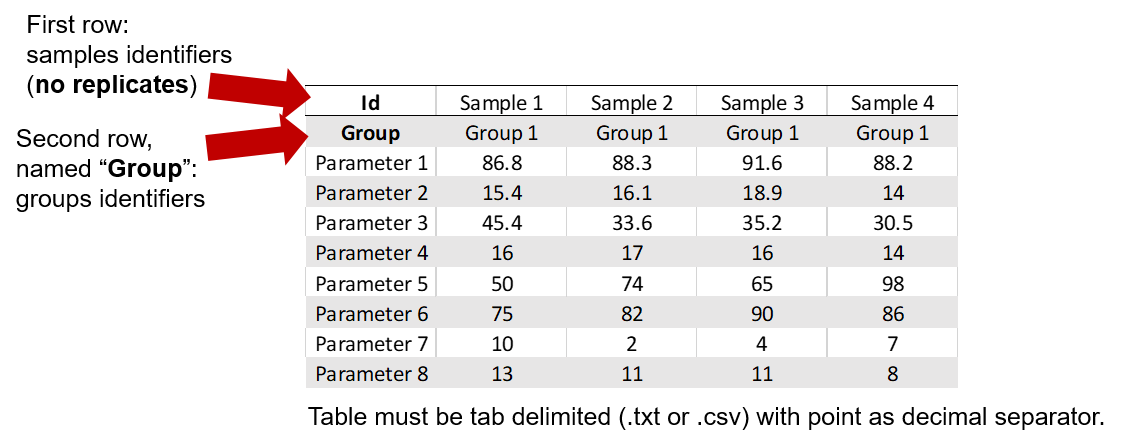 First row:
samples identifiers
(no replicates)
Second row,
named “Group”:
groups identifiers
Id Sample 1 Sample 2 Sample 3 Sample 4
Group Group 1 Group 1 Group 1 Group 1
Parameter 1 86.8 88.3 91.6 88.2
Parameter 2 15.4 16.1 18.9 14
Parameter 3 45.4 33.6 35.2 30.5
Parameter 4 16 17 16 14
Parameter 5 50 74 65 98
Parameter 6 75 82 90 86
Parameter 7 10 2 4 7
Parameter 8 13 11 11 8
Table must be tab delimited (.txt or .csv) with point as decimal separator.